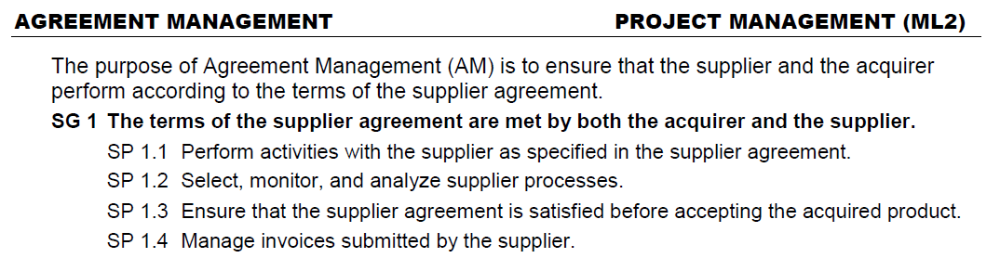 AGREEMENT MANAGEMENT PROJECT MANAGEMENT (ML2)
The purpose of Agreement Management (AM) is to ensure that the supplier and the acquirer
perform according to the terms of the supplier agreement.
SG 1 The terms of the supplier agreement are met by both the acquirer and the supplier.
SP 1.1 Perform activities with the supplier as specified in the supplier agreement.
SP 1.2 Select, monitor, and analyze supplier processes.
SP 1.3 Ensure that the supplier agreement is satisfied before accepting the acquired product.
SP 1.4 Manage invoices submitted by the supplier.